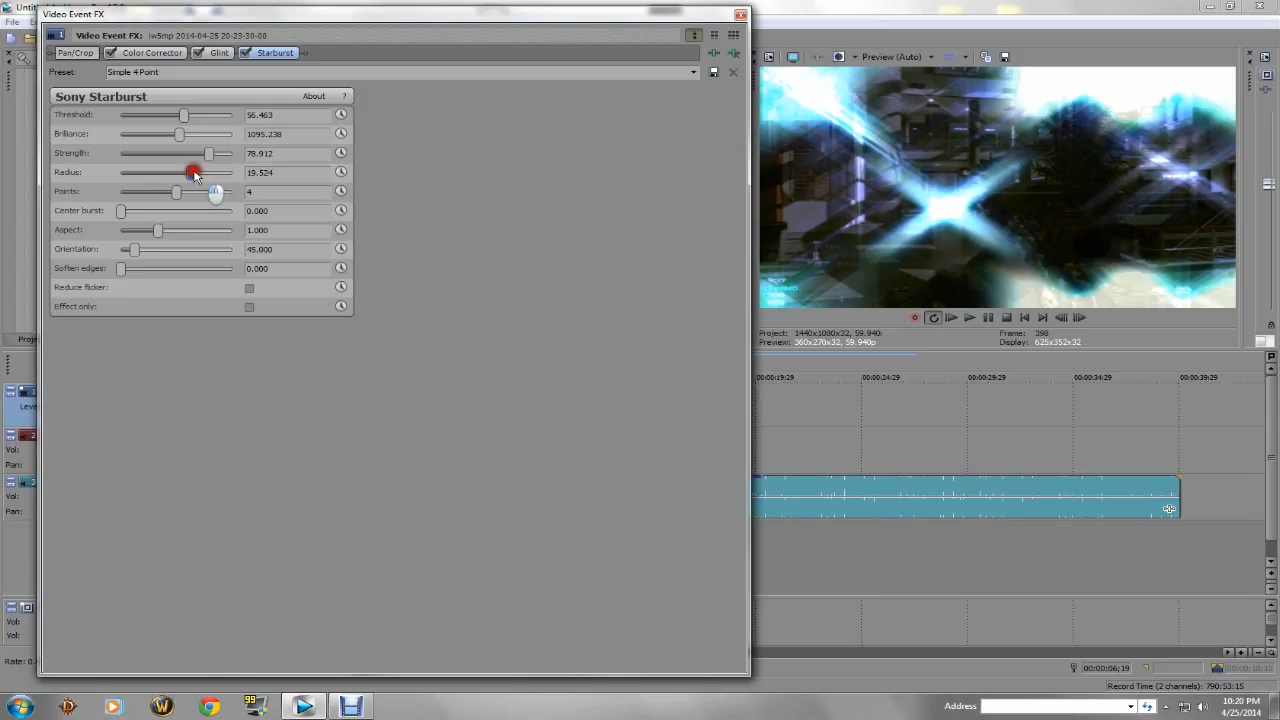 Video Event FX
File
Video Event FX: iw5mp 2014-04-25 20-23-30-00
Pan/Crop Color Corrector Glint Starburst
Preset: Simple 4 Point
Sony Starburst About ?
Threshold: 56.463
Brilliance: 1095.238
Strength: 78.912
Radius: 19.524
Points: 4
Center burst: 0.000
Aspect: 1.000
Orientation: 45.000
Soften edges: 0.000
Reduce flicker:
Effect only:
Preview (Auto)
Project: 1440x1080x32, 59.940i Frame: 398
Preview: 360x270x32, 59.940p Display: 625x352x32
00:00:19:29 00:00:24:29 00:00:29:29 00:00:34:29 00:00:39:29
Vol:
Pan:
Vol:
Pan:
Vol:
Vol:
00:00:06;19
Record Time (2 channels): 790:53:15
Address
10:20 PM
4/25/2014